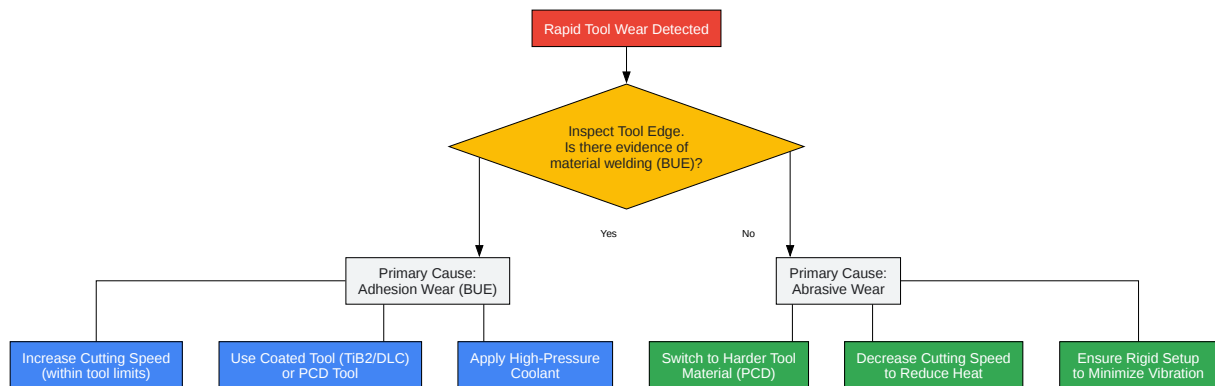 Rapid Tool Wear Detected
Inspect Tool Edge.
Is there evidence of
material welding (BUE)?
Yes
No
Primary Cause:
Adhesion Wear (BUE)
Primary Cause:
Abrasive Wear
Increase Cutting Speed
(within tool limits)
Use Coated Tool (TiB2/DLC)
or PCD Tool
Apply High-Pressure
Coolant
Switch to Harder Tool
Material (PCD)
Decrease Cutting Speed
to Reduce Heat
Ensure Rigid Setup
to Minimize Vibration